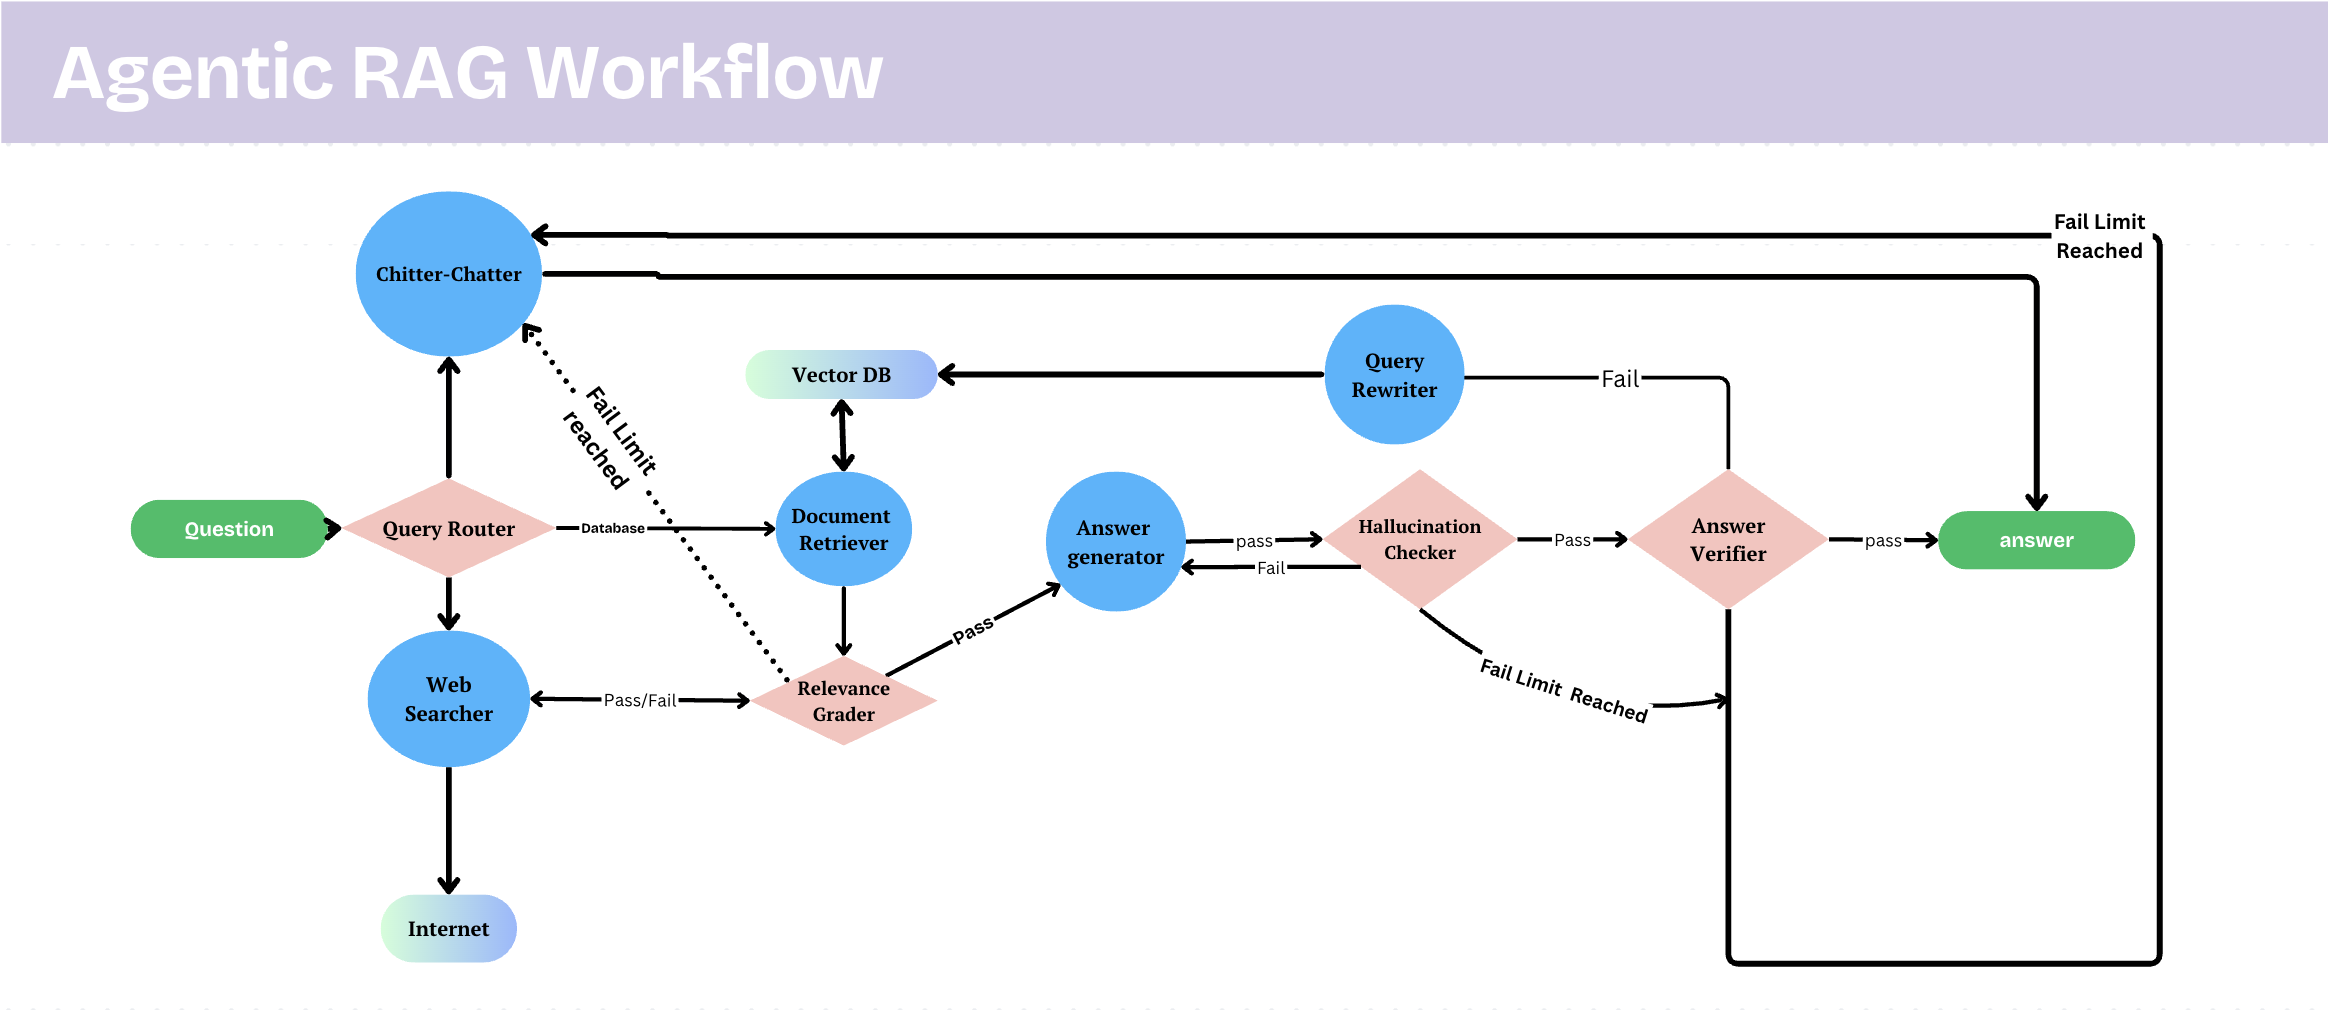 Agentic RAG Workflow
Fail Limit
Reached
Chitter-Chatter
Vector DB
Query
Rewriter
Fail
Fail Limit
reached
Question
Query Router
Database
Document
Retriever
Answer
generator
pass
Fail
Hallucination
Checker
Pass
Answer
Verifier
pass
answer
Pass
Web
Searcher
Pass/Fail
Relevance
Grader
Fail Limit Reached
Internet